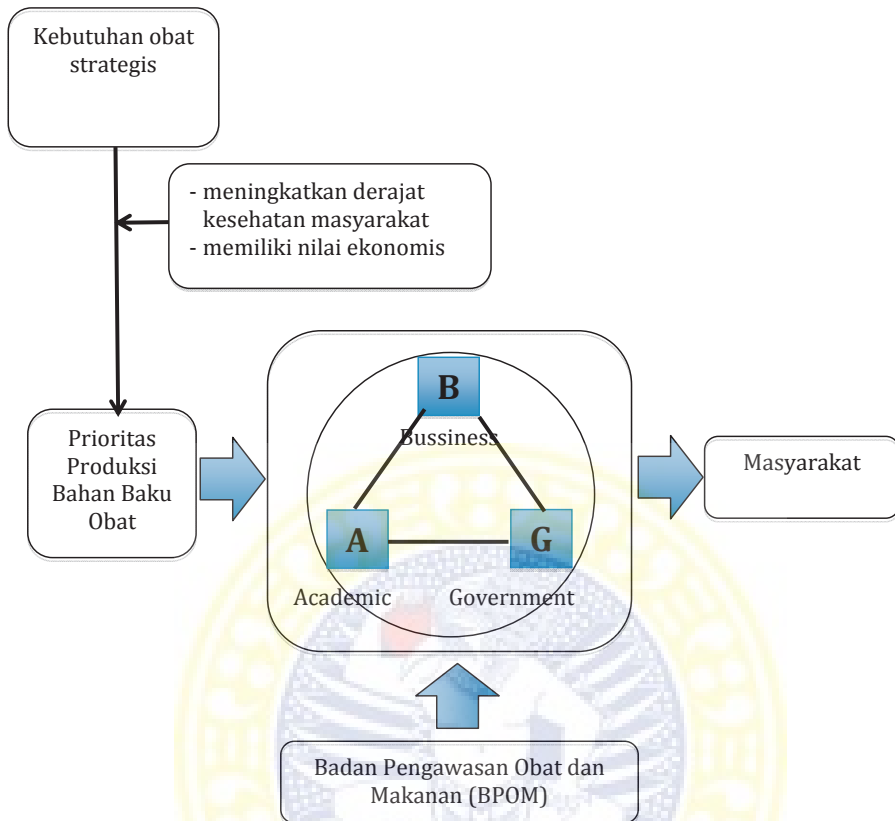 Kebutuhan obat
strategis
- meningkatkan derajat
kesehatan masyarakat
- memiliki nilai ekonomis
Prioritas
Produksi
Bahan Baku
Obat
B
Bussiness
A
Academic
G
Government
Masyarakat
Badan Pengawasan Obat dan
Makanan (BPOM)